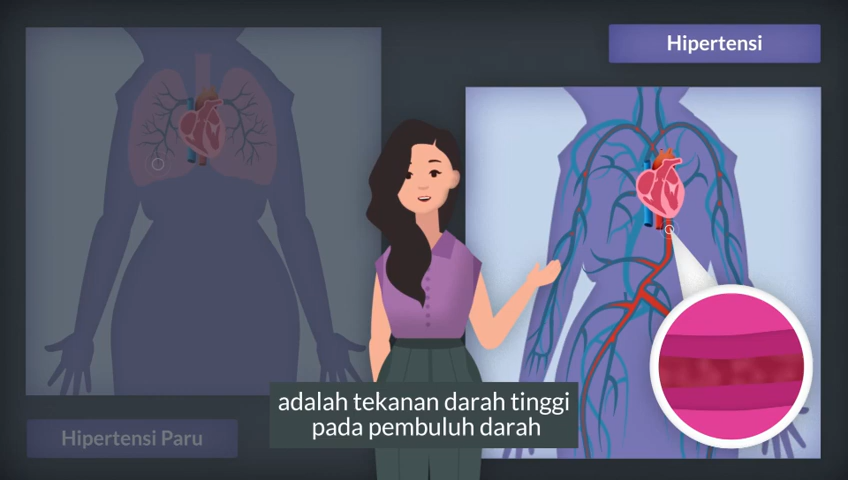 Hipertensi
adalah tekanan darah tinggi
pada pembuluh darah
Hipertensi Paru